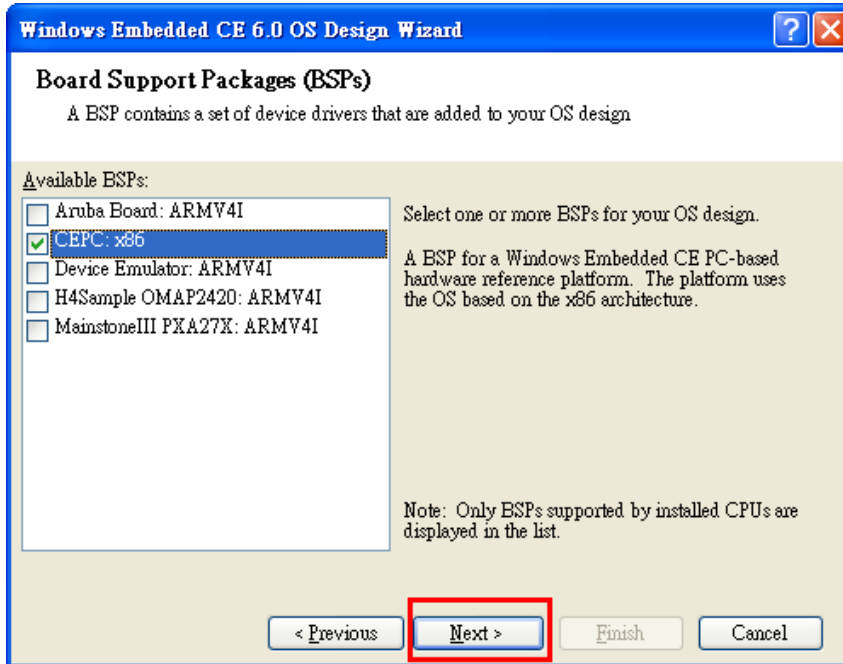 Windows Embedded CE 6.0 OS Design Wizard
Board Support Packages (BSPs)
A BSP contains a set of device drivers that are added to your OS design
Available BSPs:
Aruba Board: ARMV4I
CEPC: x86
Device Emulator: ARMV4I
H4Sample OMAP2420: ARMV4I
MainstoneIII PXA27X: ARMV4I
Select one or more BSPs for your OS design.
A BSP for a Windows Embedded CE PC-based
hardware reference platform. The platform uses
the OS based on the x86 architecture.
Note: Only BSPs supported by installed CPUs are
displayed in the list.
< Previous
Next >
Finish
Cancel